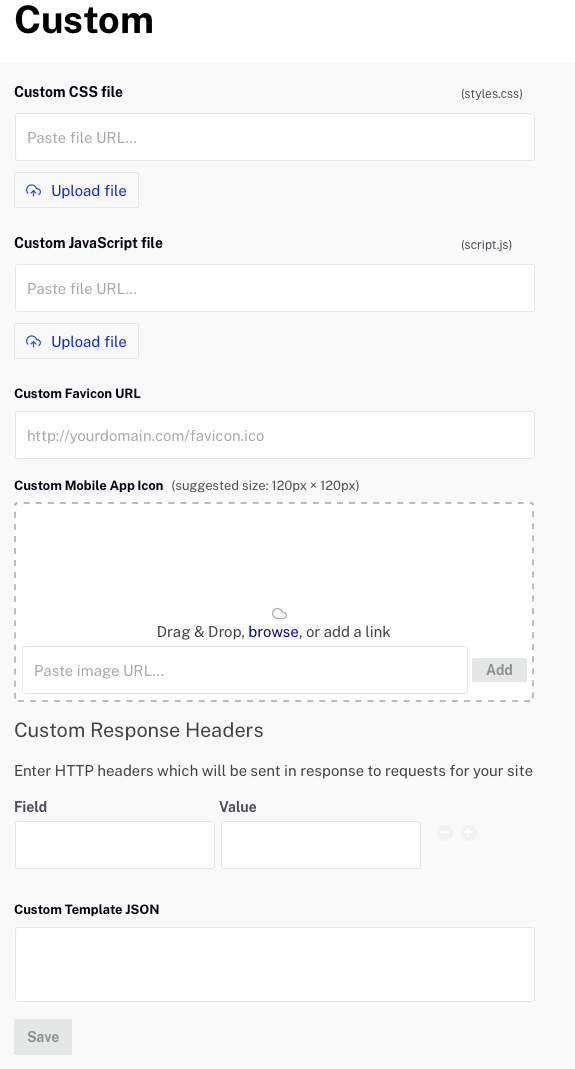 Custom
Custom CSS file (styles.css)
Paste file URL...
Upload file
Custom JavaScript file (script.js)
Paste file URL...
Upload file
Custom Favicon URL
http://yourdomain.com/favicon.ico
Custom Mobile App Icon (suggested size: 120px × 120px)
Drag & Drop, browse, or add a link
Paste image URL... Add
Custom Response Headers
Enter HTTP headers which will be sent in response to requests for your site
Field Value
Custom Template JSON
Save